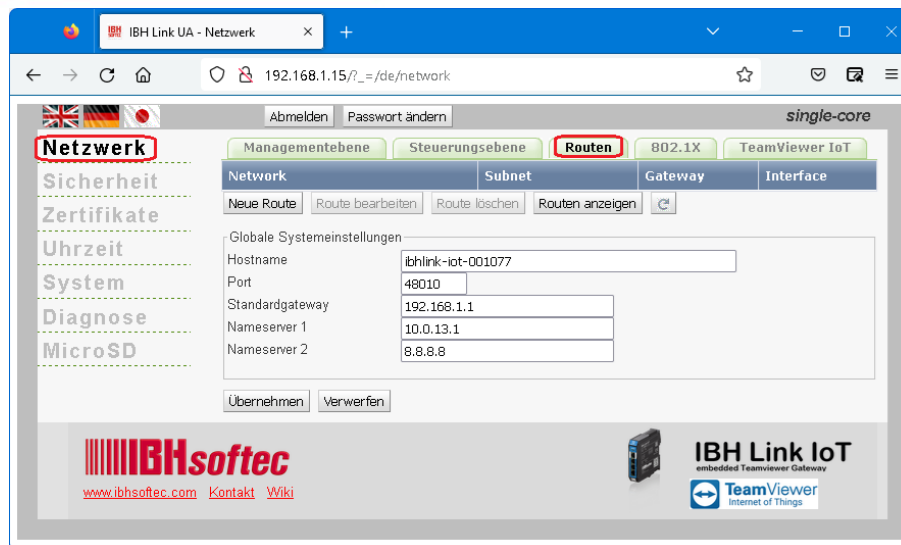 IBH Link UA - Netzwerk
192.168.1.15/?_=/de/network
Abmelden Passwort ändern single-core
Netzwerk
Sicherheit
Zertifikate
Uhrzeit
System
Diagnose
MicroSD
Managementebene Steuerungsebene Routen 802.1X TeamViewer IoT
Network Subnet Gateway Interface
Neue Route Route bearbeiten Route löschen Routen anzeigen
Globale Systemeinstellungen
Hostname ibhlink-iot-001077
Port 48010
Standardgateway 192.168.1.1
Nameserver 1 10.0.13.1
Nameserver 2 8.8.8.8
Übernehmen Verwerfen
IBHsoftec
www.ibhsoftec.com Kontakt Wiki
IBH Link IoT
embedded Teamviewer Gateway
TeamViewer
Internet of Things